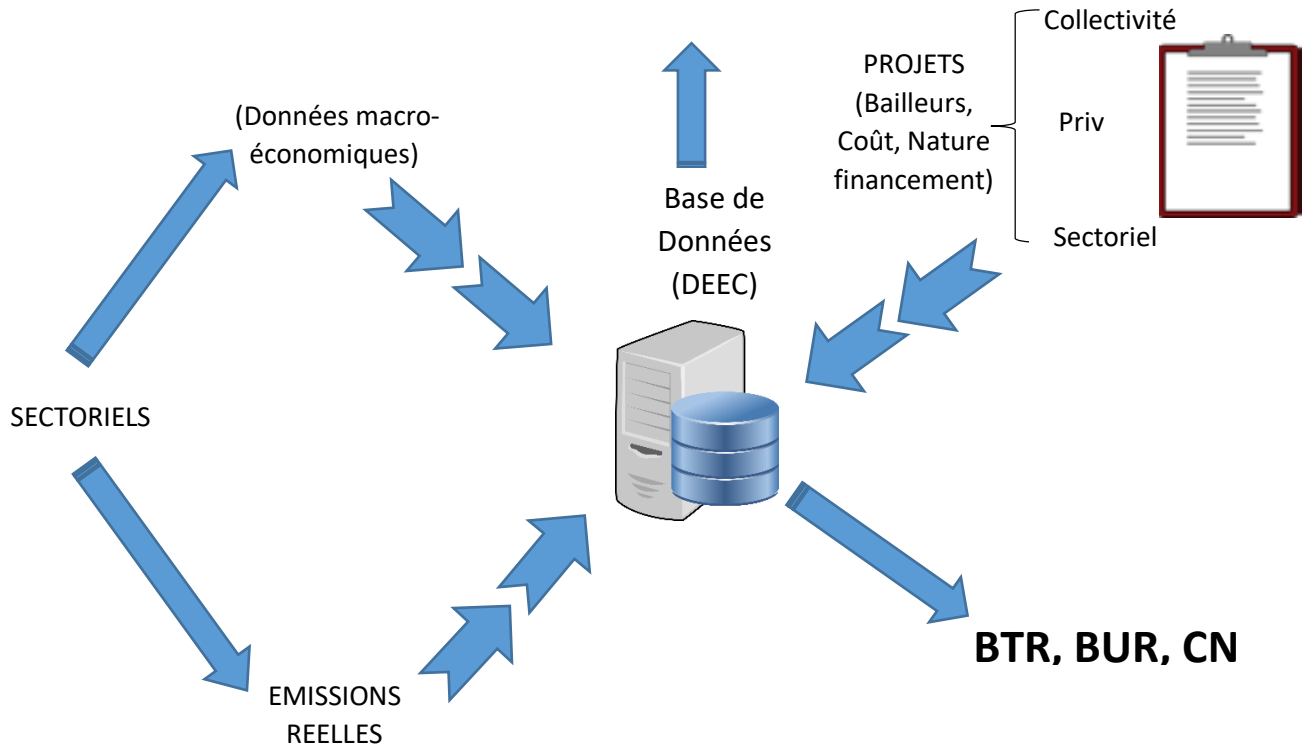 Collectivité
PROJETS
(Bailleurs,
Coût, Nature
financement)
Priv
Sectoriel
(Données macro-
économiques)
Base de
Données
(DEEC)
SECTORIELS
EMISSIONS
REELLES
BTR, BUR, CN